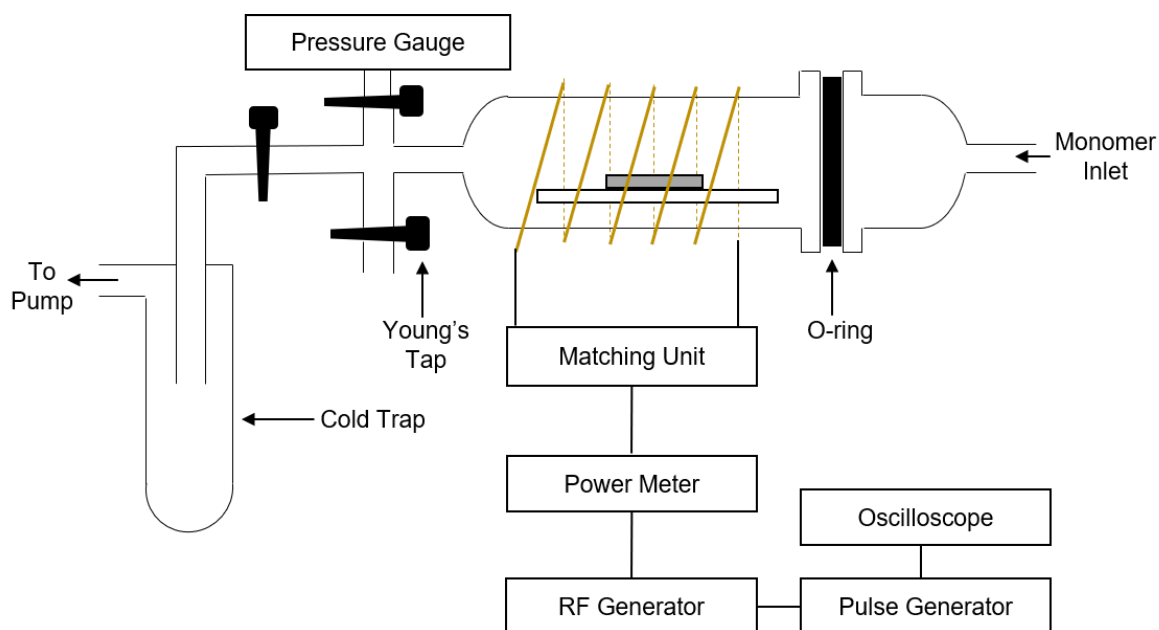 Pressure Gauge
Monomer
Inlet
To
Pump
Young's
Tap
O-ring
Matching Unit
Cold Trap
Power Meter
Oscilloscope
RF Generator
Pulse Generator